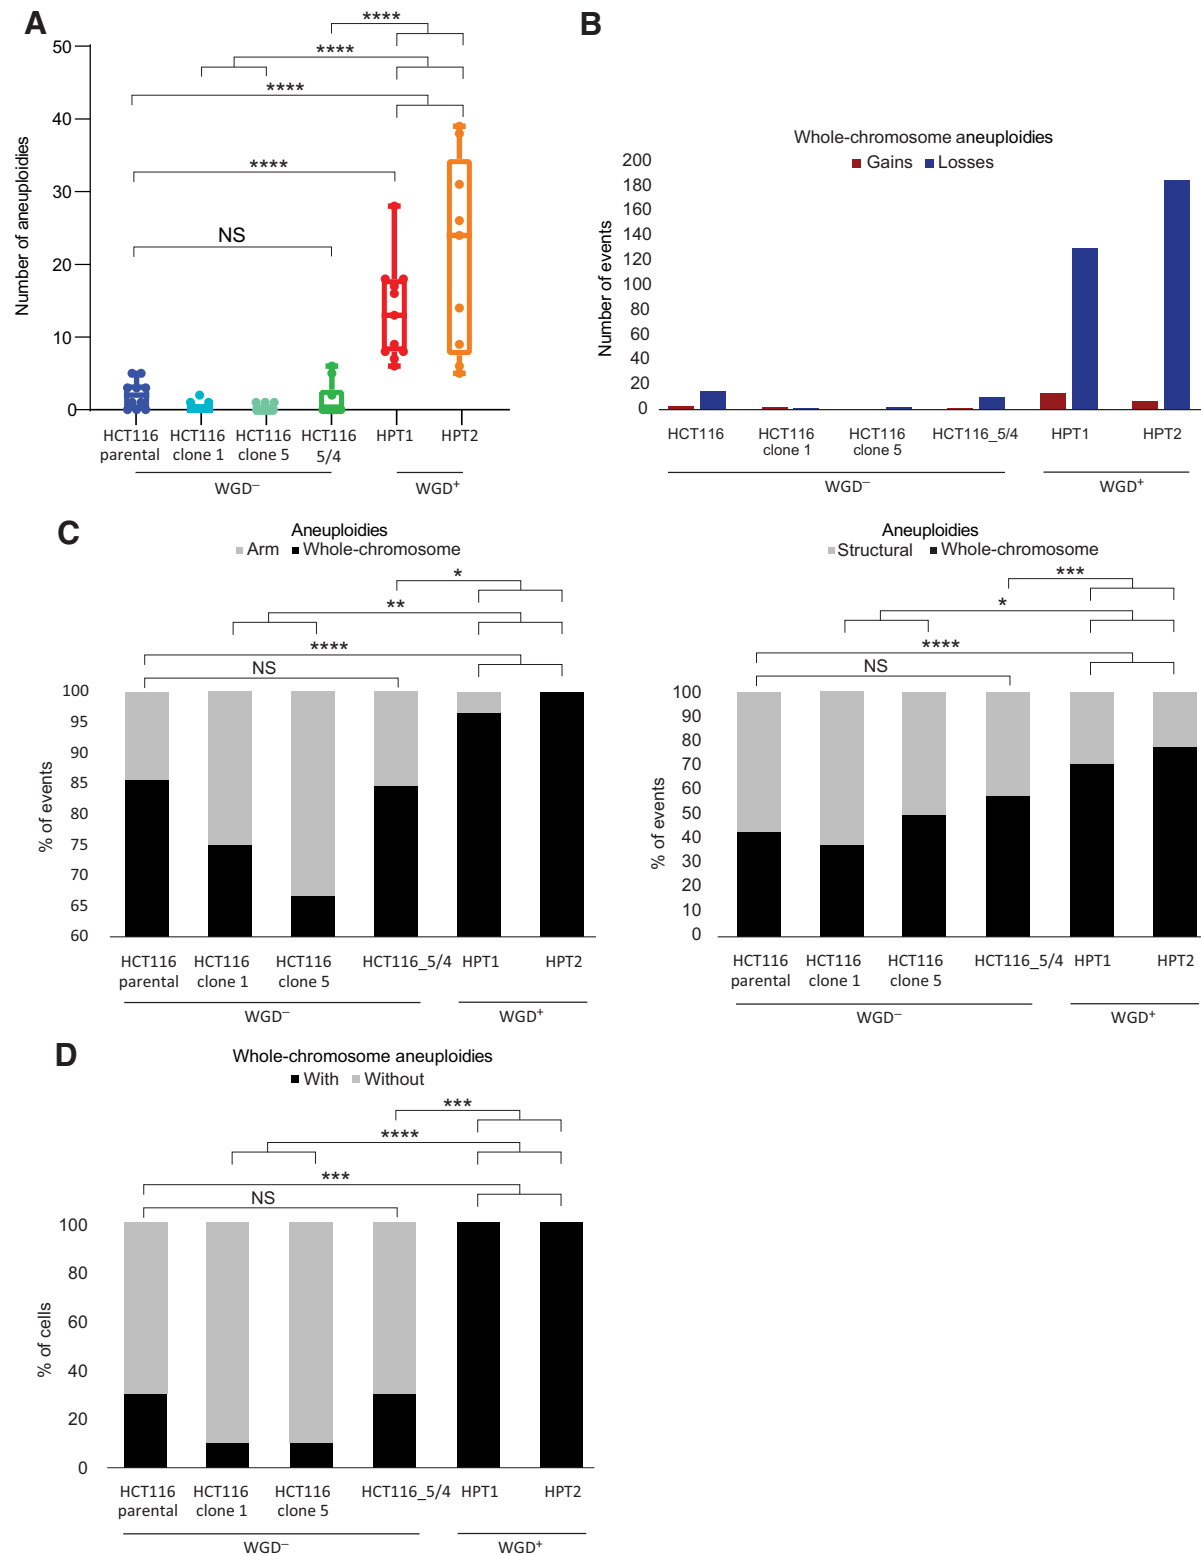 A
****
****
****
****
NS
50
40
30
20
10
0
Number of aneuploidies
HCT116 parental
HCT116 clone 1
HCT116 clone 5
HCT116 5/4
HPT1
HPT2
WGD⁻
WGD⁺
B
Whole-chromosome aneuploidies
Gains Losses
200
180
160
140
120
100
80
60
40
20
0
Number of events
HCT116
HCT116 clone 1
HCT116 clone 5
HCT116_5/4
HPT1
HPT2
WGD⁻
WGD⁺
C
Aneuploidies
Arm Whole-chromosome
*
**
****
NS
100
95
90
85
80
75
70
65
60
% of events
HCT116 parental
HCT116 clone 1
HCT116 clone 5
HCT116_5/4
HPT1
HPT2
WGD⁻
WGD⁺
Aneuploidies
Structural Whole-chromosome
***
*
****
NS
100
90
80
70
60
50
40
30
20
10
0
% of events
HCT116 parental
HCT116 clone 1
HCT116 clone 5
HCT116_5/4
HPT1
HPT2
WGD⁻
WGD⁺
D
Whole-chromosome aneuploidies
With Without
***
****
***
NS
100
80
60
40
20
0
% of cells
HCT116 parental
HCT116 clone 1
HCT116 clone 5
HCT116_5/4
HPT1
HPT2
WGD⁻
WGD⁺